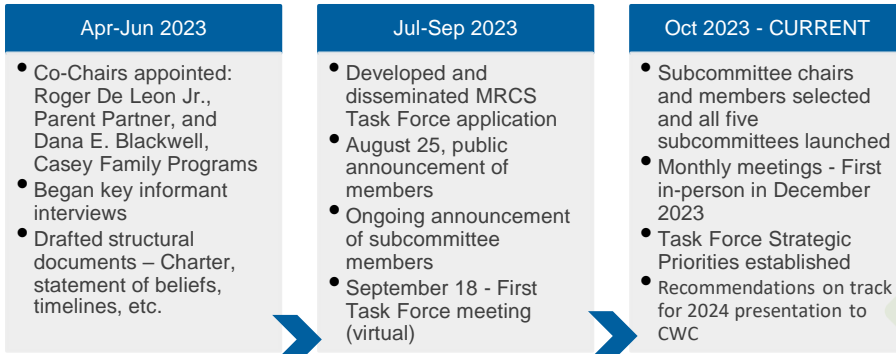 Apr-Jun 2023
• Co-Chairs appointed:
Roger De Leon Jr.,
Parent Partner, and
Dana E. Blackwell,
Casey Family Programs
• Began key informant
interviews
• Drafted structural
documents – Charter,
statement of beliefs,
timelines, etc.
Jul-Sep 2023
• Developed and
disseminated MRCS
Task Force application
• August 25, public
announcement of
members
• Ongoing announcement
of subcommittee
members
• September 18 - First
Task Force meeting
(virtual)
Oct 2023 - CURRENT
• Subcommittee chairs
and members selected
and all five
subcommittees launched
• Monthly meetings - First
in-person in December
2023
• Task Force Strategic
Priorities established
• Recommendations on track
for 2024 presentation to
CWC